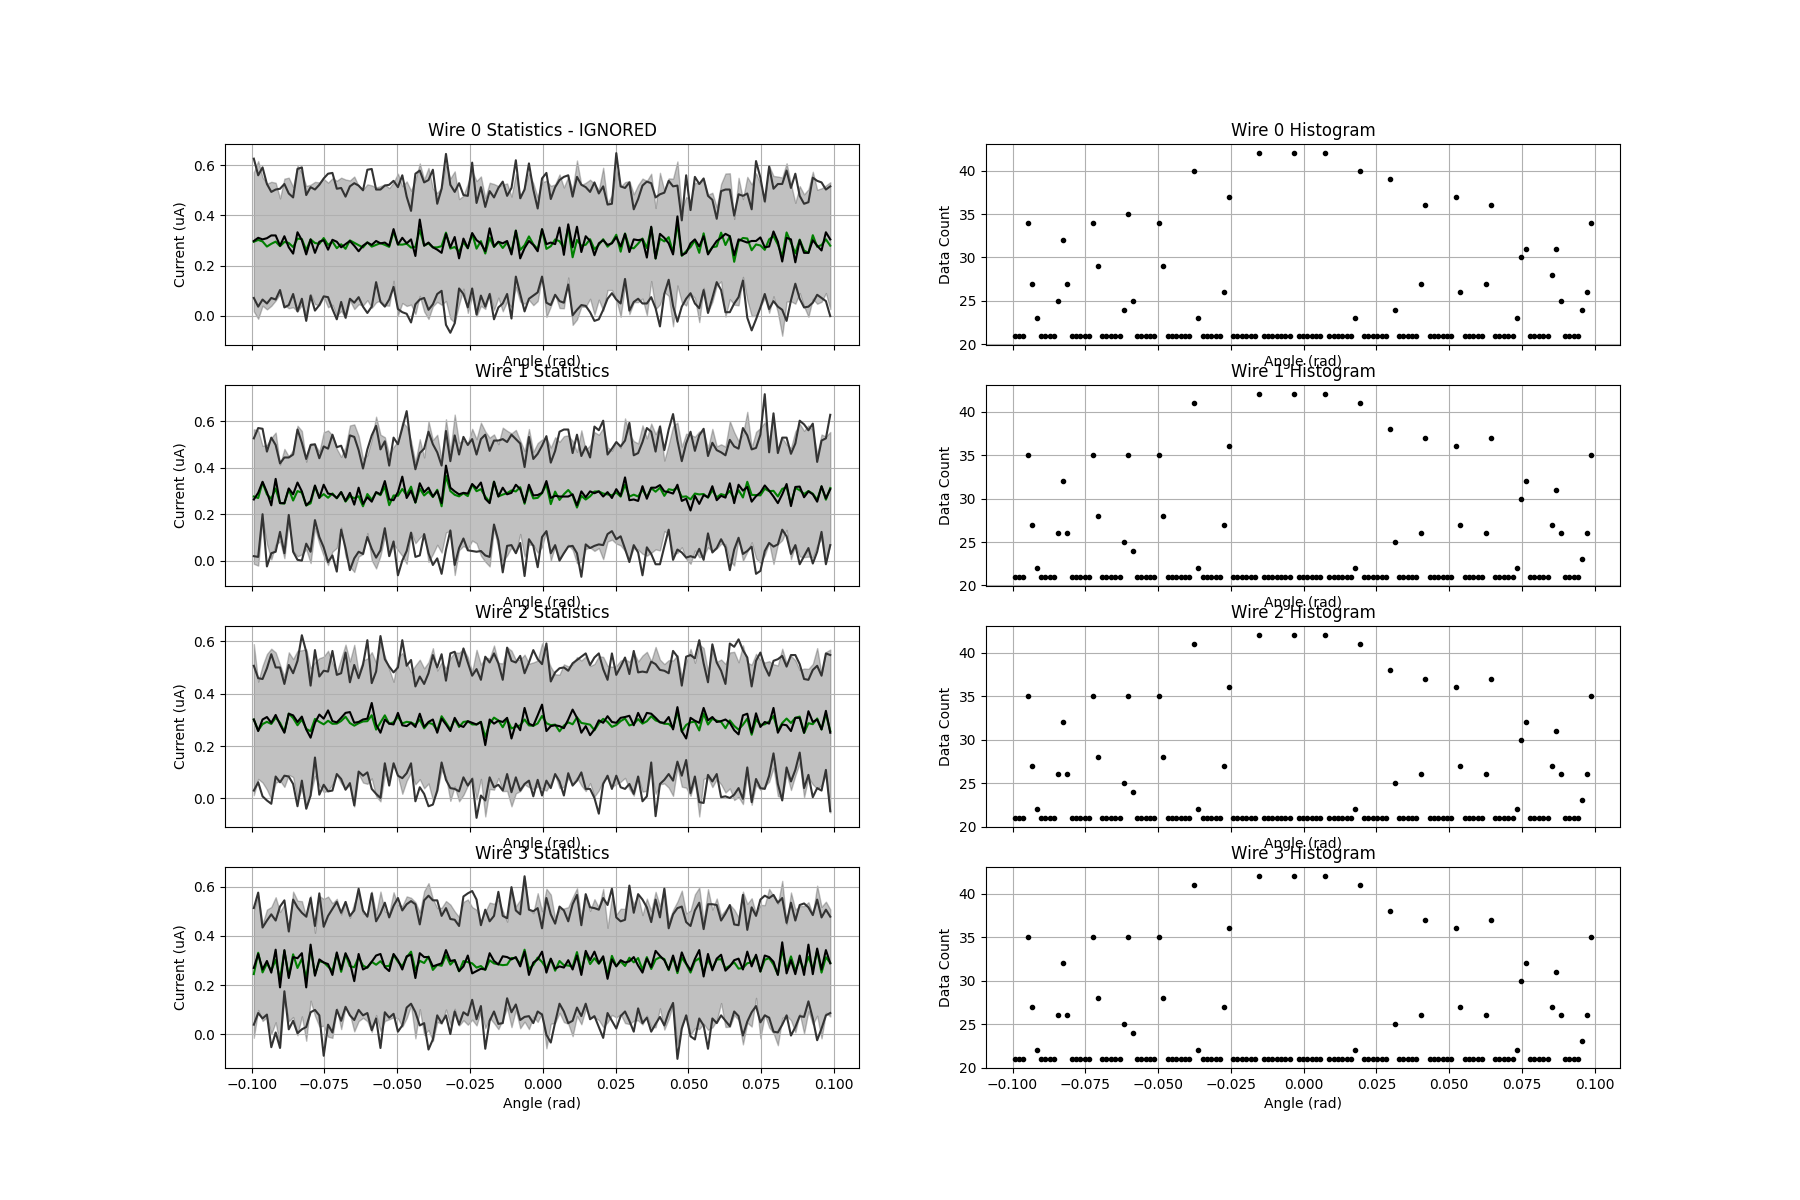 Wire 0 Statistics - IGNORED
Wire 0 Histogram
Current (uA)
0.6
0.4
0.2
0.0
Angle (rad)
Data Count
40
35
30
25
20
Angle (rad)
Wire 1 Statistics
Wire 1 Histogram
Current (uA)
0.6
0.4
0.2
0.0
Angle (rad)
Data Count
40
35
30
25
20
Angle (rad)
Wire 2 Statistics
Wire 2 Histogram
Current (uA)
0.6
0.4
0.2
0.0
Angle (rad)
Data Count
40
35
30
25
20
Angle (rad)
Wire 3 Statistics
Wire 3 Histogram
Current (uA)
0.6
0.4
0.2
0.0
−0.100 −0.075 −0.050 −0.025 0.000 0.025 0.050 0.075 0.100
Angle (rad)
Data Count
40
35
30
25
20
−0.100 −0.075 −0.050 −0.025 0.000 0.025 0.050 0.075 0.100
Angle (rad)